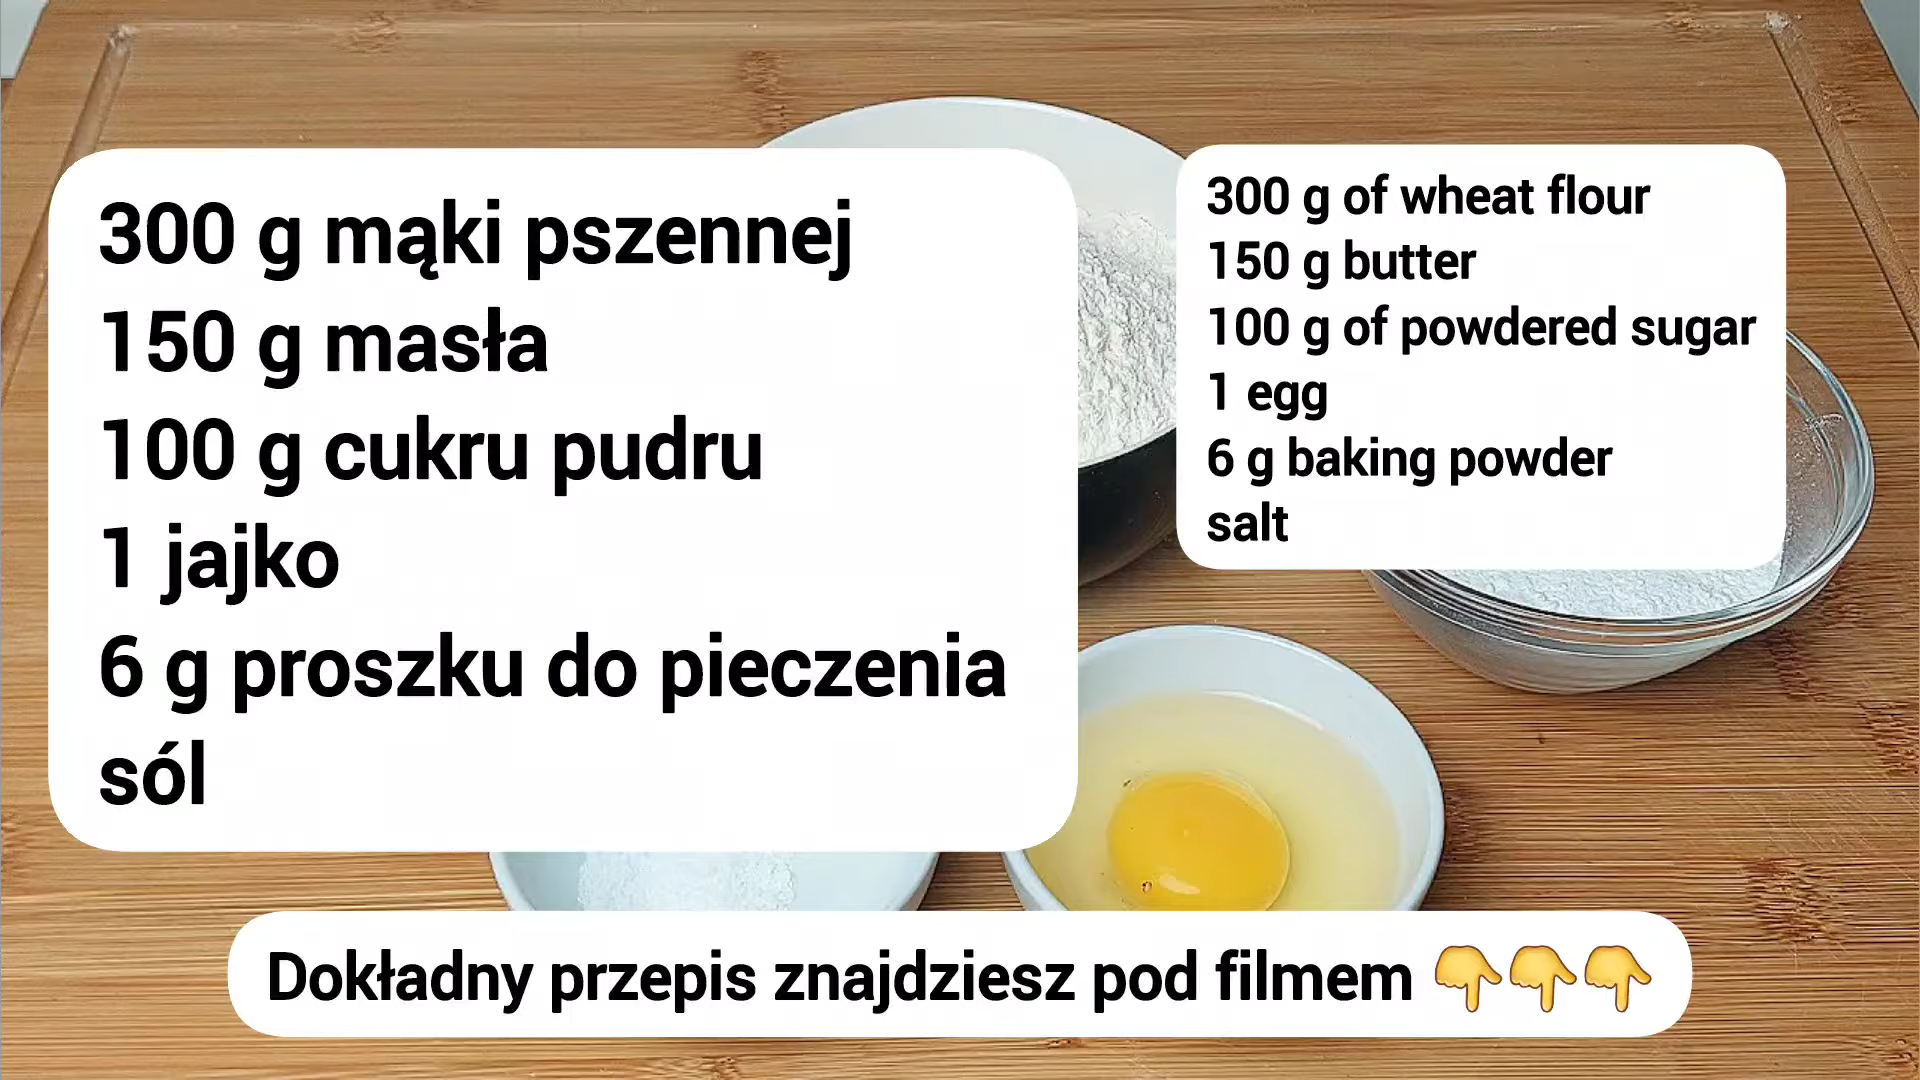 300 g mąki pszennej
150 g masła
100 g cukru pudru
1 jajko
6 g proszku do pieczenia
sól
300 g of wheat flour
150 g butter
100 g of powdered sugar
1 egg
6 g baking powder
salt
Dokładny przepis znajdziesz pod filmem 👇👇👇